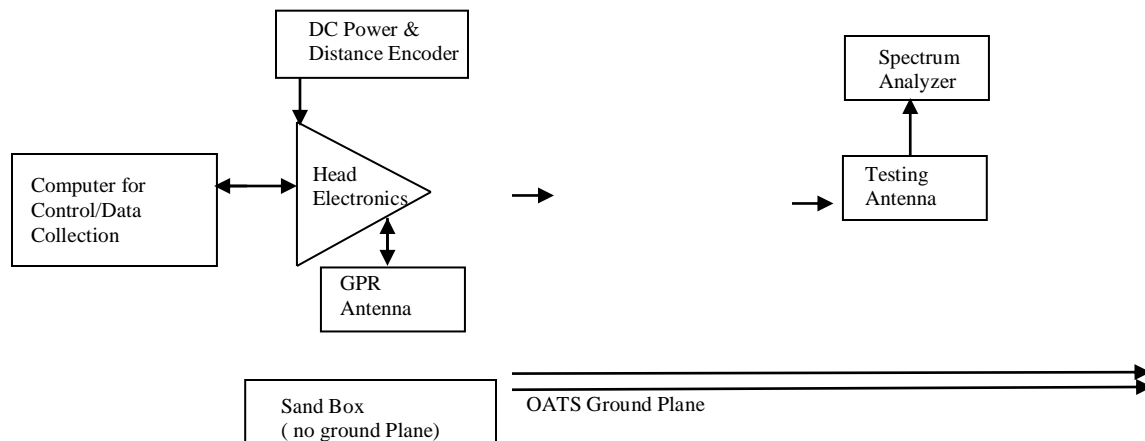 DC Power &
Distance Encoder
Spectrum
Analyzer
Computer for
Control/Data
Collection
Head
Electronics
Testing
Antenna
GPR
Antenna
Sand Box
( no ground Plane)
OATS Ground Plane